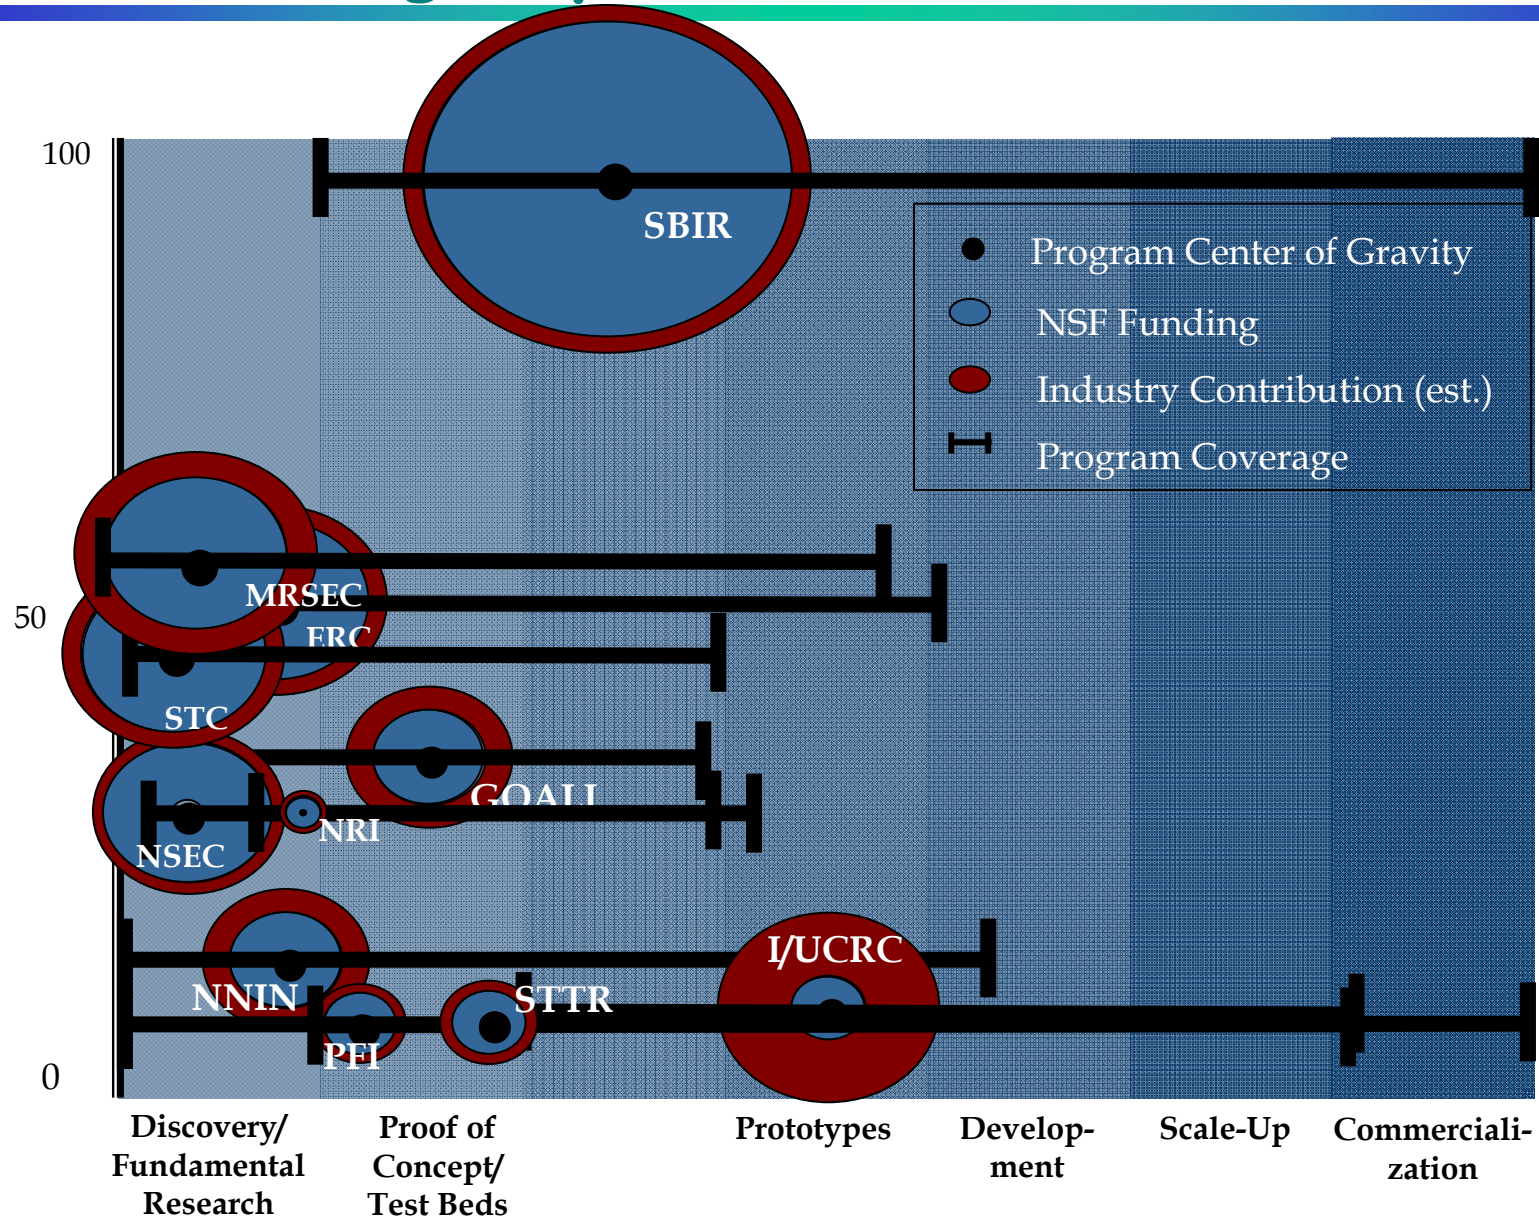 100
SBIR
Program Center of Gravity
NSF Funding
Industry Contribution (est.)
Program Coverage
MRSEC
50
ERC
STC
GOALI
NRI
NSEC
I/UCRC
NNIN
STTR
PFI
0
Discovery/
Fundamental
Research
Proof of
Concept/
Test Beds
Prototypes
Develop-
ment
Scale-Up
Commerciali-
zation